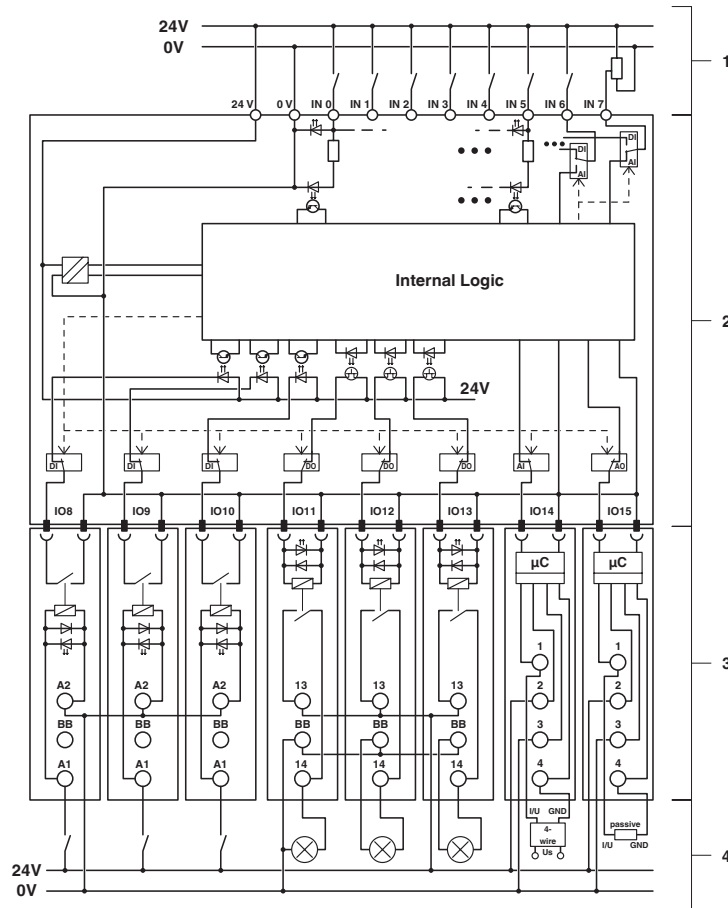 24V
0V
1
24 V 0 V IN 0 IN 1 IN 2 IN 3 IN 4 IN 5 IN 6 IN 7
DI
DI
AI
AI
Internal Logic
2
24V
DI DI DI DO DO DO AI AO
IO8 IO9 IO10 IO11 IO12 IO13 IO14 IO15
µC µC
1 1
3
A2 A2 A2 13 13 13 2 2
BB BB BB BB BB BB 3 3
A1 A1 A1 14 14 14 4 4
I/U GND
passive
4-
wire
I/U GND
Us
4
24V
0V